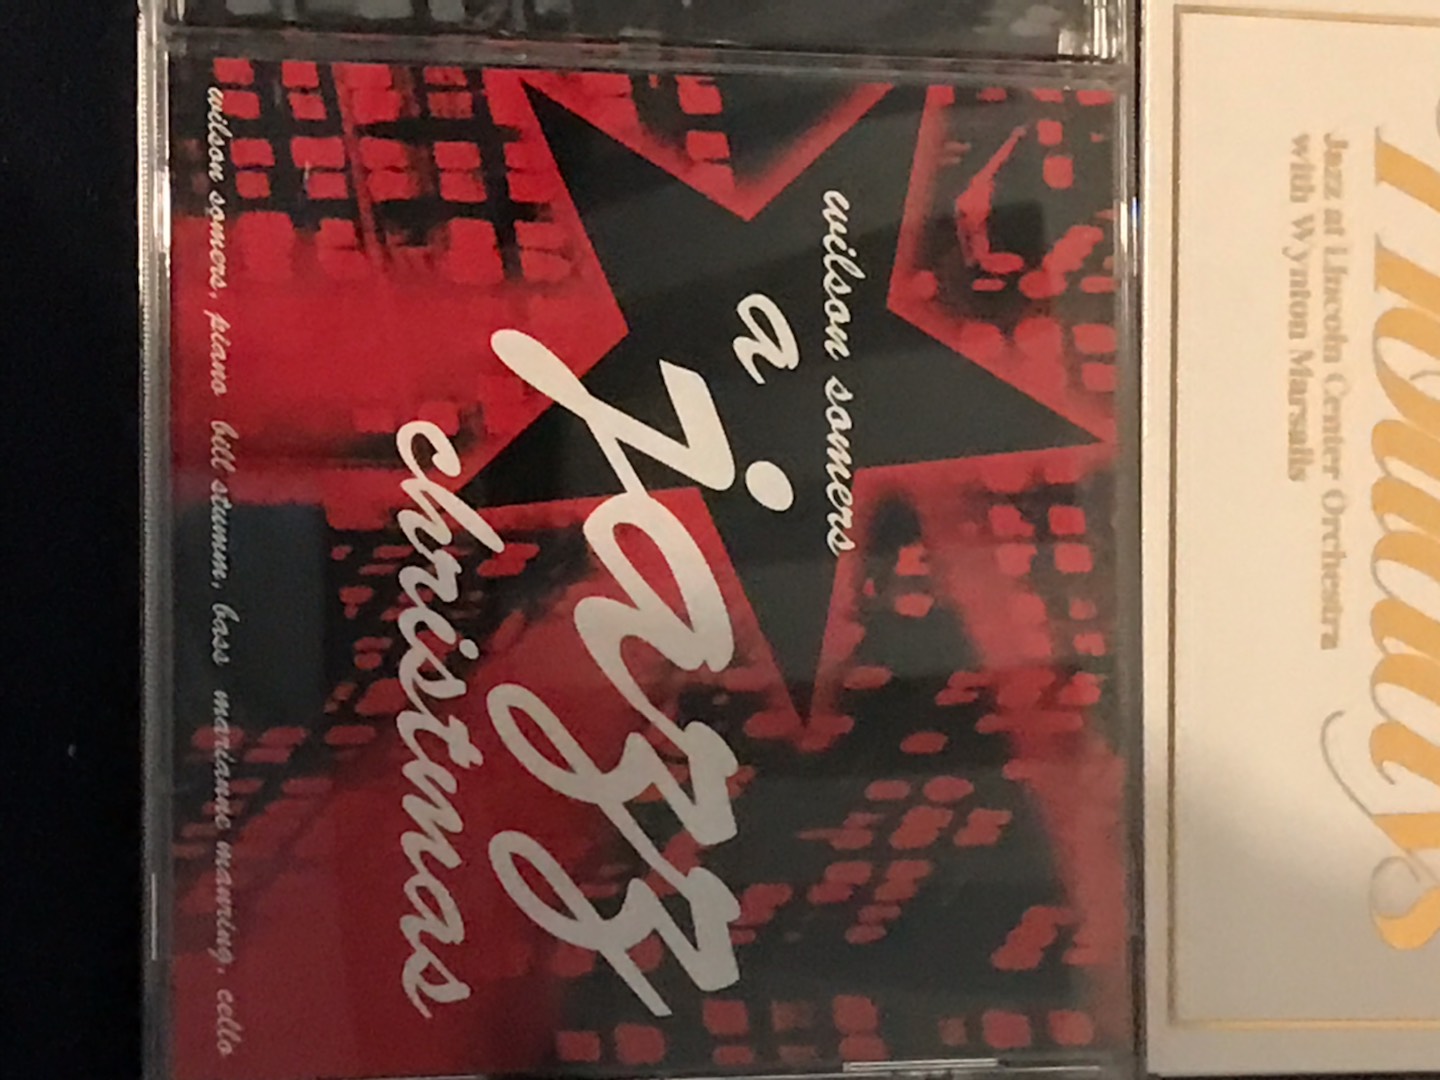 wilson somers
a
jazz
christmas
wilson somers, piano bill stumm, bass marianne manring, cello
Jazz at Lincoln Center Orchestra
with Wynton Marsalis